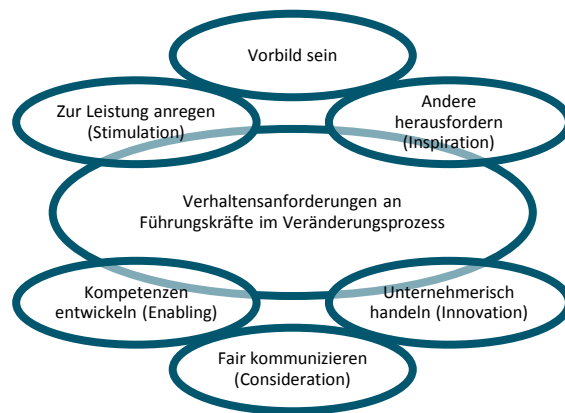 Vorbild sein
Zur Leistung anregen
(Stimulation)
Andere
herausfordern
(Inspiration)
Verhaltensanforderungen an
Führungskräfte im Veränderungsprozess
Kompetenzen
entwickeln (Enabling)
Unternehmerisch
handeln (Innovation)
Fair kommunizieren
(Consideration)